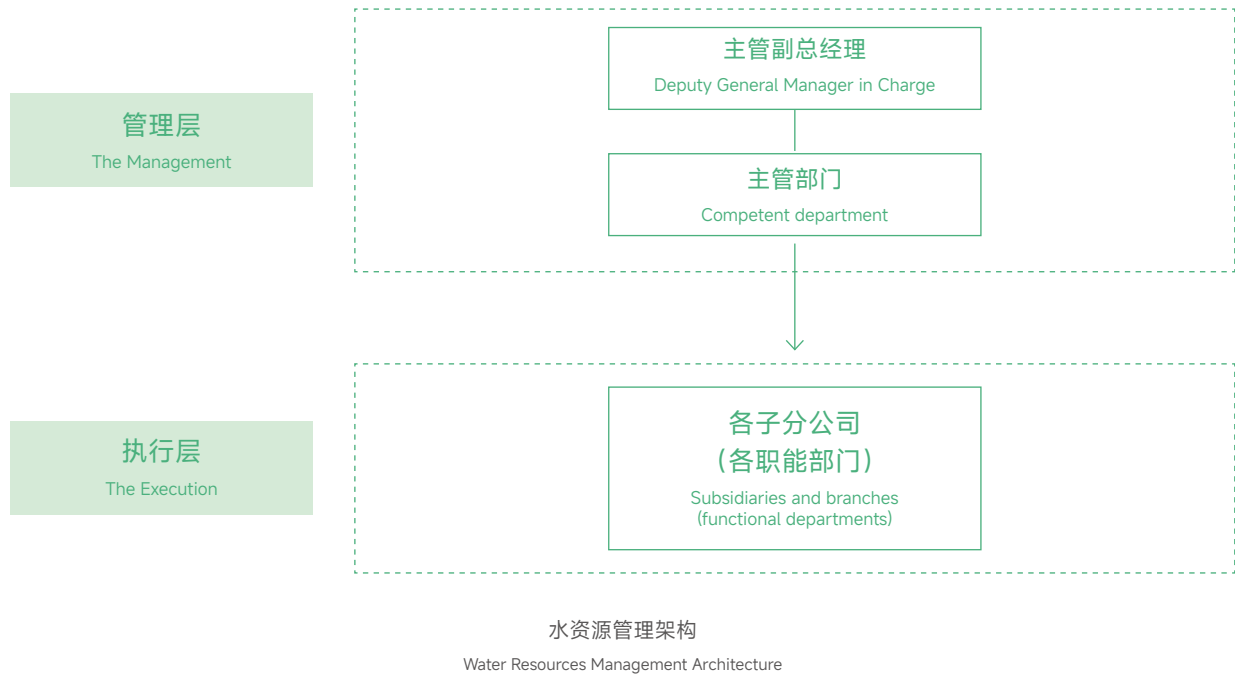 主管副总经理
Deputy General Manager in Charge
管理层
The Management
主管部门
Competent department
执行层
The Execution
各子分公司
（各职能部门）
Subsidiaries and branches
(functional departments)
水资源管理架构
Water Resources Management Architecture